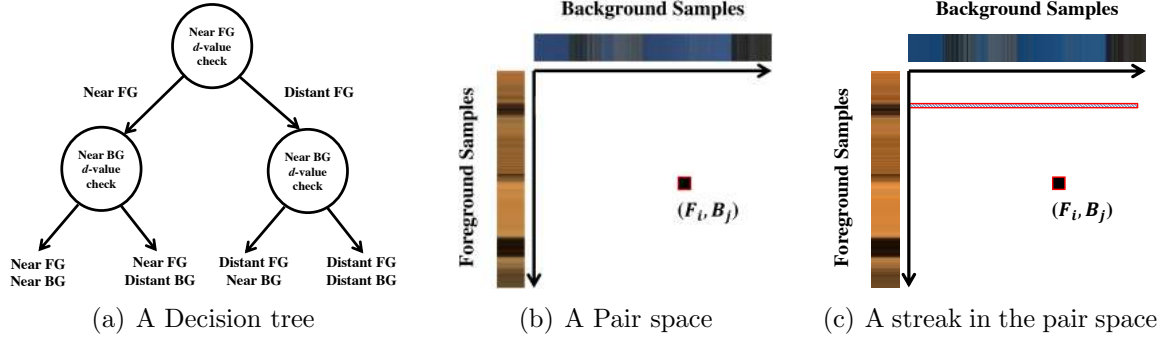 Near FG
d-value
check
Near FG
Distant FG
Near BG
d-value
check
Near BG
d-value
check
Near FG
Near BG
Near FG
Distant BG
Distant FG
Near BG
Distant FG
Distant BG
(a) A Decision tree
Background Samples
Foreground Samples
(F_i, B_j)
(b) A Pair space
Background Samples
Foreground Samples
(F_i, B_j)
(c) A streak in the pair space